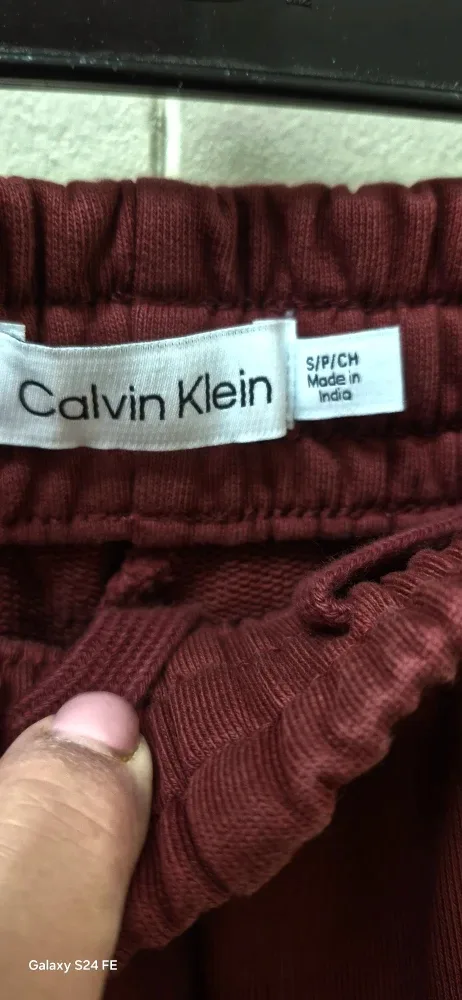 Calvin Klein
S/P/CH
Made in
India
Galaxy S24 FE